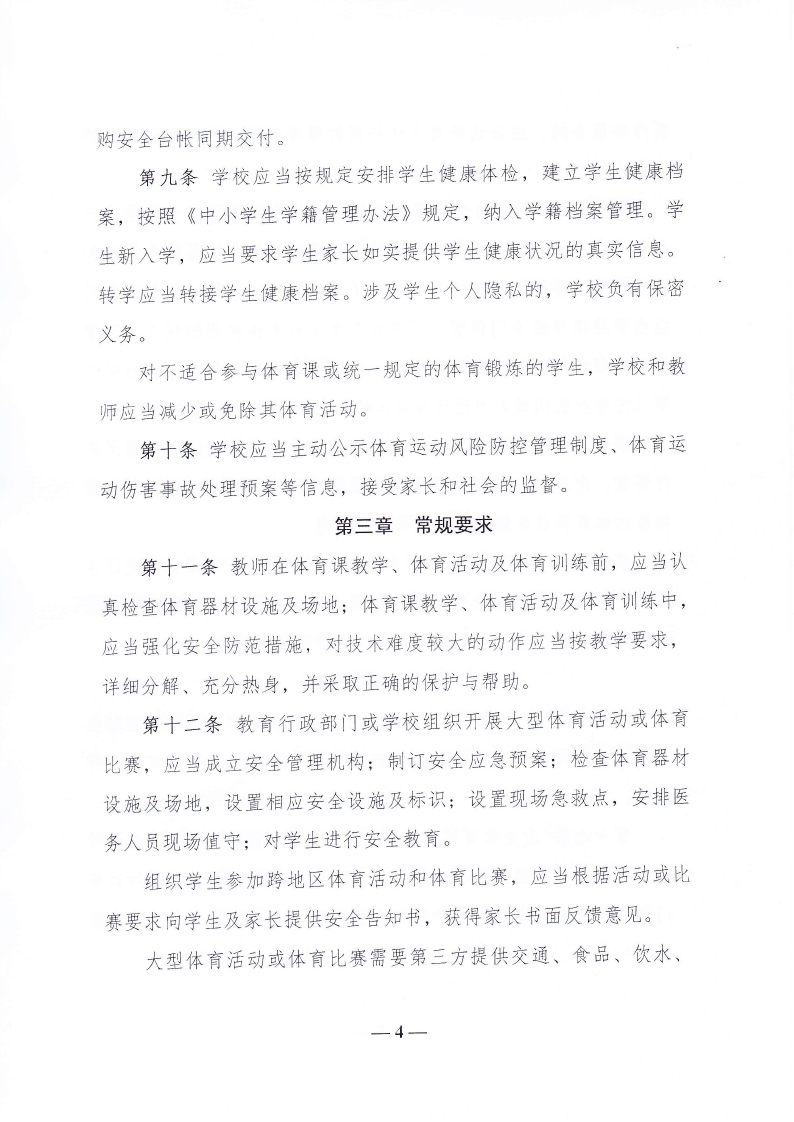 购安全台帐同期交付。
第九条 学校应当按规定安排学生健康体检，建立学生健康档
案，按照《中小学生学籍管理办法》规定，纳入学籍档案管理。学
生新入学，应当要求学生家长如实提供学生健康状况的真实信息。
转学应当转接学生健康档案。涉及学生个人隐私的，学校负有保密
义务。
对不适合参与体育课或统一规定的体育锻炼的学生，学校和教
师应当减少或免除其体育活动。
第十条 学校应当主动公示体育运动风险防控管理制度、体育运
动伤害事故处理预案等信息，接受家长和社会的监督。
第三章 常规要求
第十一条 教师在体育课教学、体育活动及体育训练前，应当认
真检查体育器材设施及场地；体育课教学、体育活动及体育训练中，
应当强化安全防范措施，对技术难度较大的动作应当按教学要求，
详细分解、充分热身，并采取正确的保护与帮助。
第十二条 教育行政部门或学校组织开展大型体育活动或体育
比赛，应当成立安全管理机构；制订安全应急预案；检查体育器材
设施及场地，设置相应安全设施及标识；设置现场急救点，安排医
务人员现场值守；对学生进行安全教育。
组织学生参加跨地区体育活动和体育比赛，应当根据活动或比
赛要求向学生及家长提供安全告知书，获得家长书面反馈意见。
大型体育活动或体育比赛需要第三方提供交通、食品、饮水、
—4—